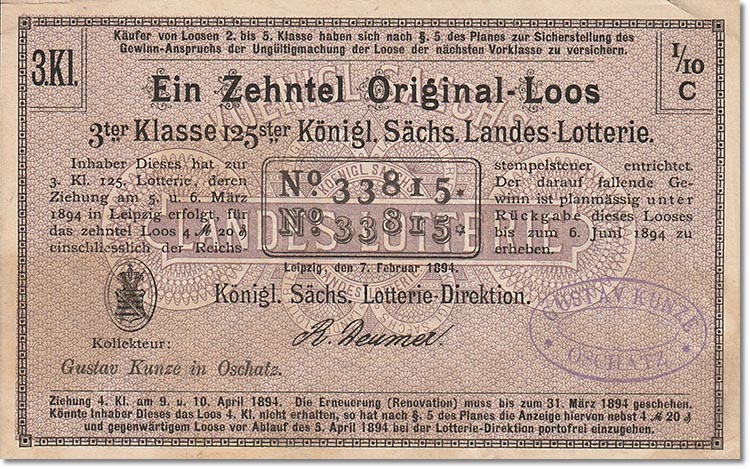 Käufer von Loosen 2. bis 5. Klasse haben sich nach §. 5 des Planes zur Sicherstellung des
Gewinn-Anspruchs der Ungültigmachung der Loose der nächsten Vorklasse zu versichern.
3.Kl.
1/10
C
Ein Zehntel Original-Loos
3ter Klasse 125ster Königl. Sächs. Landes-Lotterie.
Inhaber Dieses hat zur
3. Kl. 125. Lotterie, deren
Ziehung am 5. u. 6. März
1894 in Leipzig erfolgt, für
das zehntel Loos 4 ℳ 20 ₰
einschliesslich der Reichs
No 33815.
No 33815.
stempelsteuer entrichtet.
Der darauf fallende Ge-
winn ist planmässig unter
Rückgabe dieses Looses
bis zum 6. Juni 1894 zu
erheben.
LANDES LOTTERIE
Leipzig, den 7. Februar 1894.
Königl. Sächs. Lotterie-Direktion.
Kollekteur:
Gustav Kunze in Oschatz.
GUSTAV KUNZE
* OSCHATZ. *
Ziehung 4. Kl. am 9. u. 10. April 1894. Die Erneuerung (Renovation) muss bis zum 31. März 1894 geschehen.
Könnte Inhaber Dieses das Loos 4. Kl. nicht erhalten, so hat nach §. 5 des Planes die Anzeige hiervon nebst 4 ℳ 20 ₰
und gegenwärtigem Loose vor Ablauf des 5. April 1894 bei der Lotterie-Direktion portofrei einzugehen.